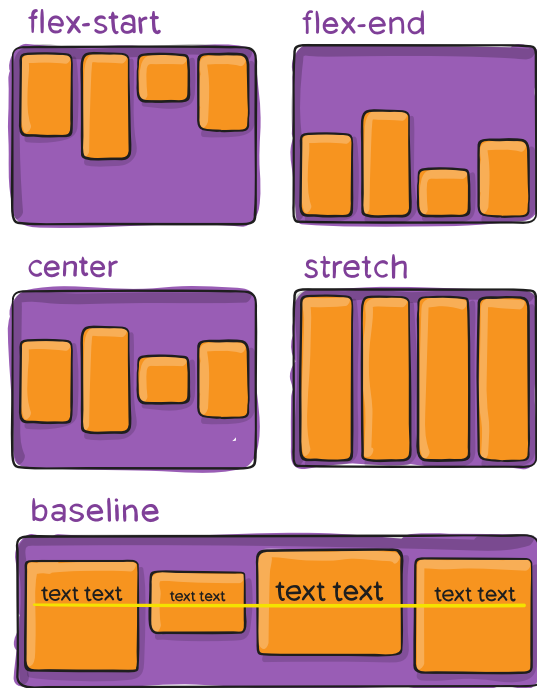 flex-start
flex-end
center
stretch
baseline
text text
text text
text text
text text